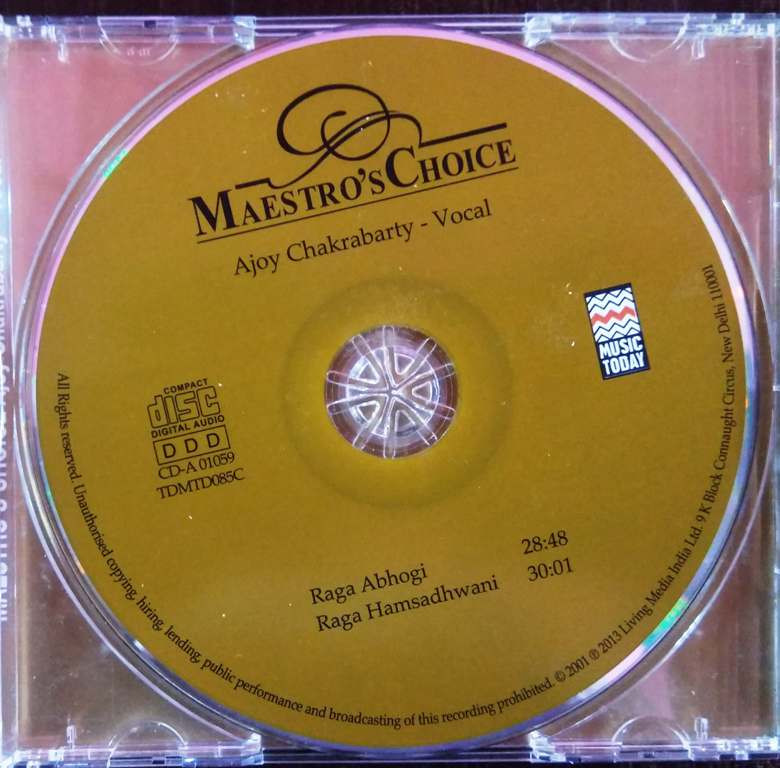 MAESTRO'S CHOICE
Ajoy Chakrabarty - Vocal
MUSIC
TODAY
COMPACT
disc
DIGITAL AUDIO
DDD
CD-A 01059
TDMTD085C
Raga Abhogi 28:48
Raga Hamsadhwani 30:01
All Rights reserved. Unauthorised copying, hiring, lending, public performance and broadcasting of this recording prohibited. © 2001 ℗ 2013 Living Media India Ltd. 9 K Block Connaught Circus, New Delhi 110001